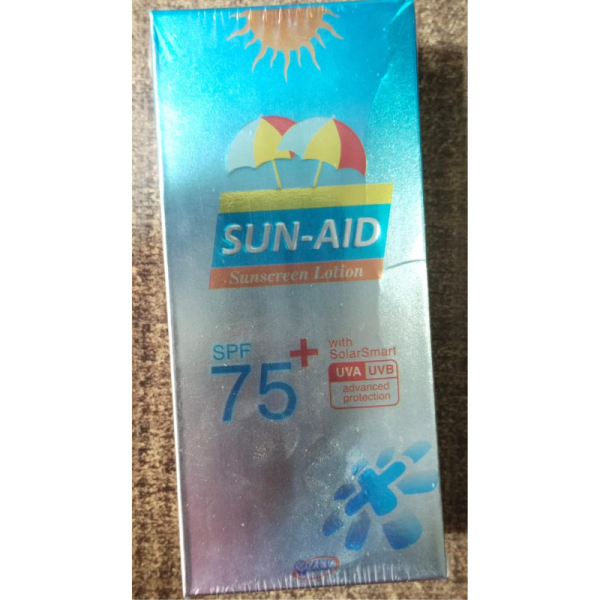 SUN-AID
Sunscreen Lotion
SPF
75+
with
SolarSmart
UVA UVB
advanced
protection